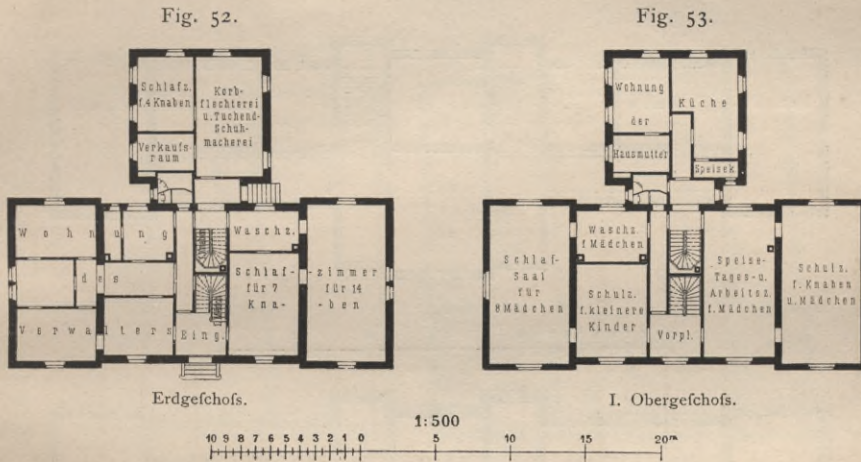 Fig. 52.
Schlafz.
f. 4 Knaben
Korb-
flechterei
u. Tuchend-
Schuh-
macherei
Verkaufs-
raum
Wohnung
des
Verwalters
Waschz.
Schlaf-
für 7
Kna-
-zimmer
für 14
-ben
Eing.
Erdgeſchoſs.
Fig. 53.
Wohnung
der
Hausmutter
Küche
Speisek.
Schlaf-
Saal
für
8 Mädchen
Waschz.
f. Mädchen
Schulz.
f. kleinere
Kinder
Vorpl.
Speise-
Tages- u.
Arbeitsz.
f. Mädchen
Schulz.
f. Knaben
u. Mädchen
I. Obergeſchoſs.
1:500
10 9 8 7 6 5 4 3 2 1 0 5 10 15 20ᵐ